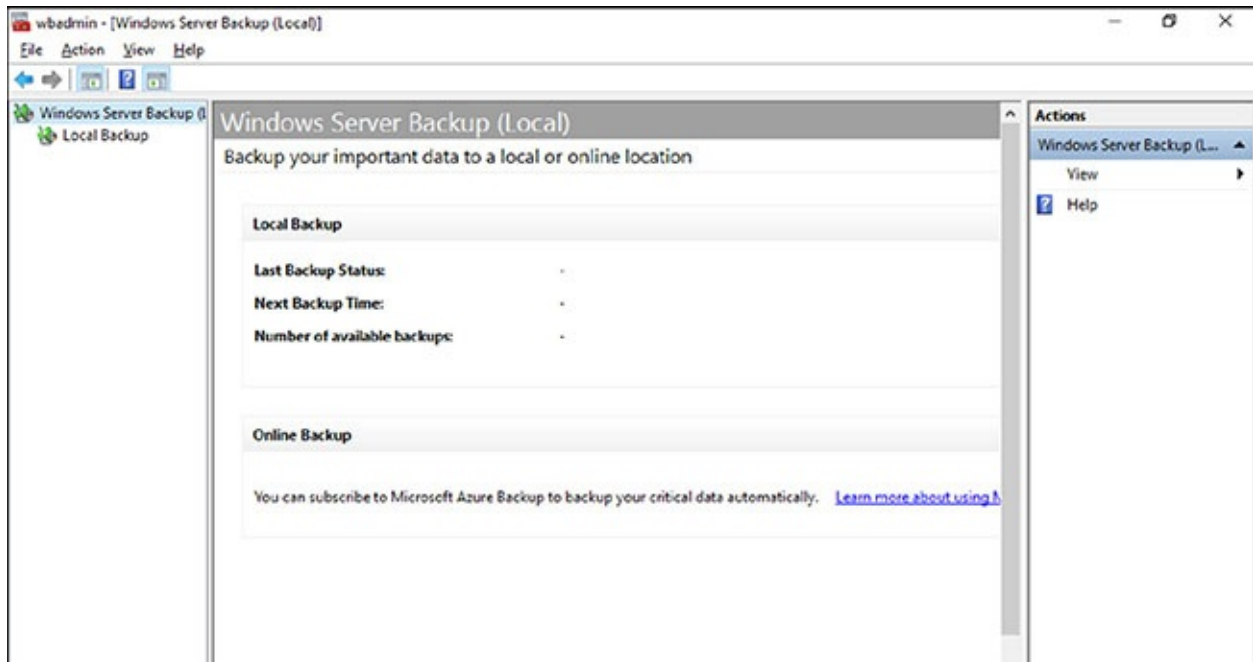 wbadmin - [Windows Server Backup (Local)]
File Action View Help
Windows Server Backup (L
Local Backup
Windows Server Backup (Local)
Backup your important data to a local or online location
Local Backup
Last Backup Status: -
Next Backup Time: -
Number of available backups: -
Online Backup
You can subscribe to Microsoft Azure Backup to backup your critical data automatically. Learn more about using M
Actions
Windows Server Backup (L...
View
Help